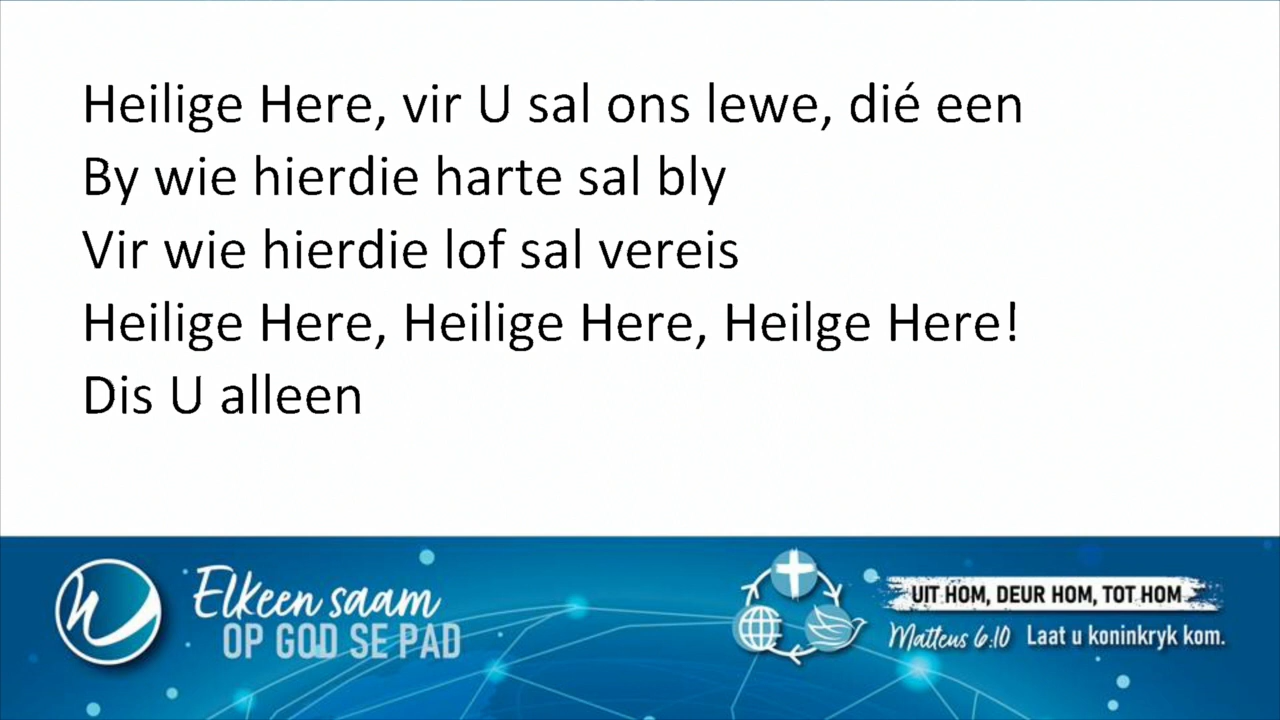 Heilige Here, vir U sal ons lewe, dié een
By wie hierdie harte sal bly
Vir wie hierdie lof sal vereis
Heilige Here, Heilige Here, Heilge Here!
Dis U alleen
Elkeen saam
OP GOD SE PAD
UIT HOM, DEUR HOM, TOT HOM
Matteus 6:10 Laat u koninkryk kom.